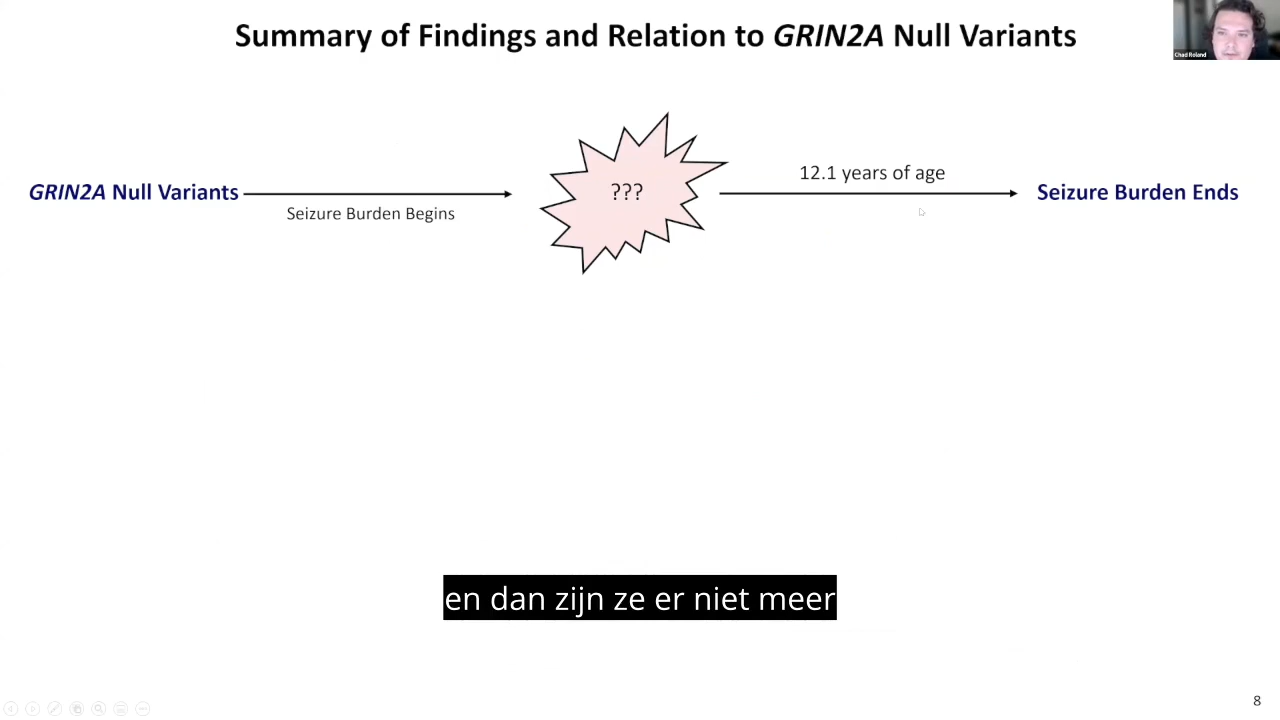 Summary of Findings and Relation to GRIN2A Null Variants
Chad Roland
GRIN2A Null Variants
Seizure Burden Begins
???
12.1 years of age
Seizure Burden Ends
en dan zijn ze er niet meer
8